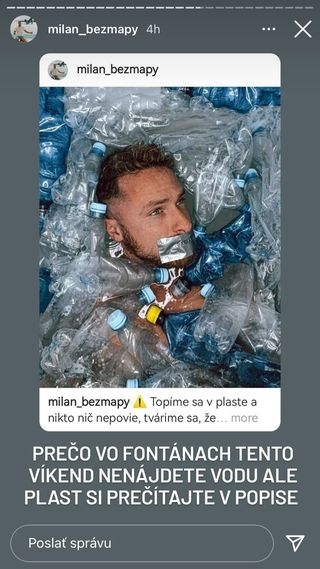 milan_bezmapy 4h
milan_bezmapy
milan_bezmapy ⚠️ Topíme sa v plaste a
nikto nič nepovie, tvárime sa, že… more
PREČO VO FONTÁNACH TENTO
VÍKEND NENÁJDETE VODU ALE
PLAST SI PREČÍTAJTE V POPISE
Poslať správu